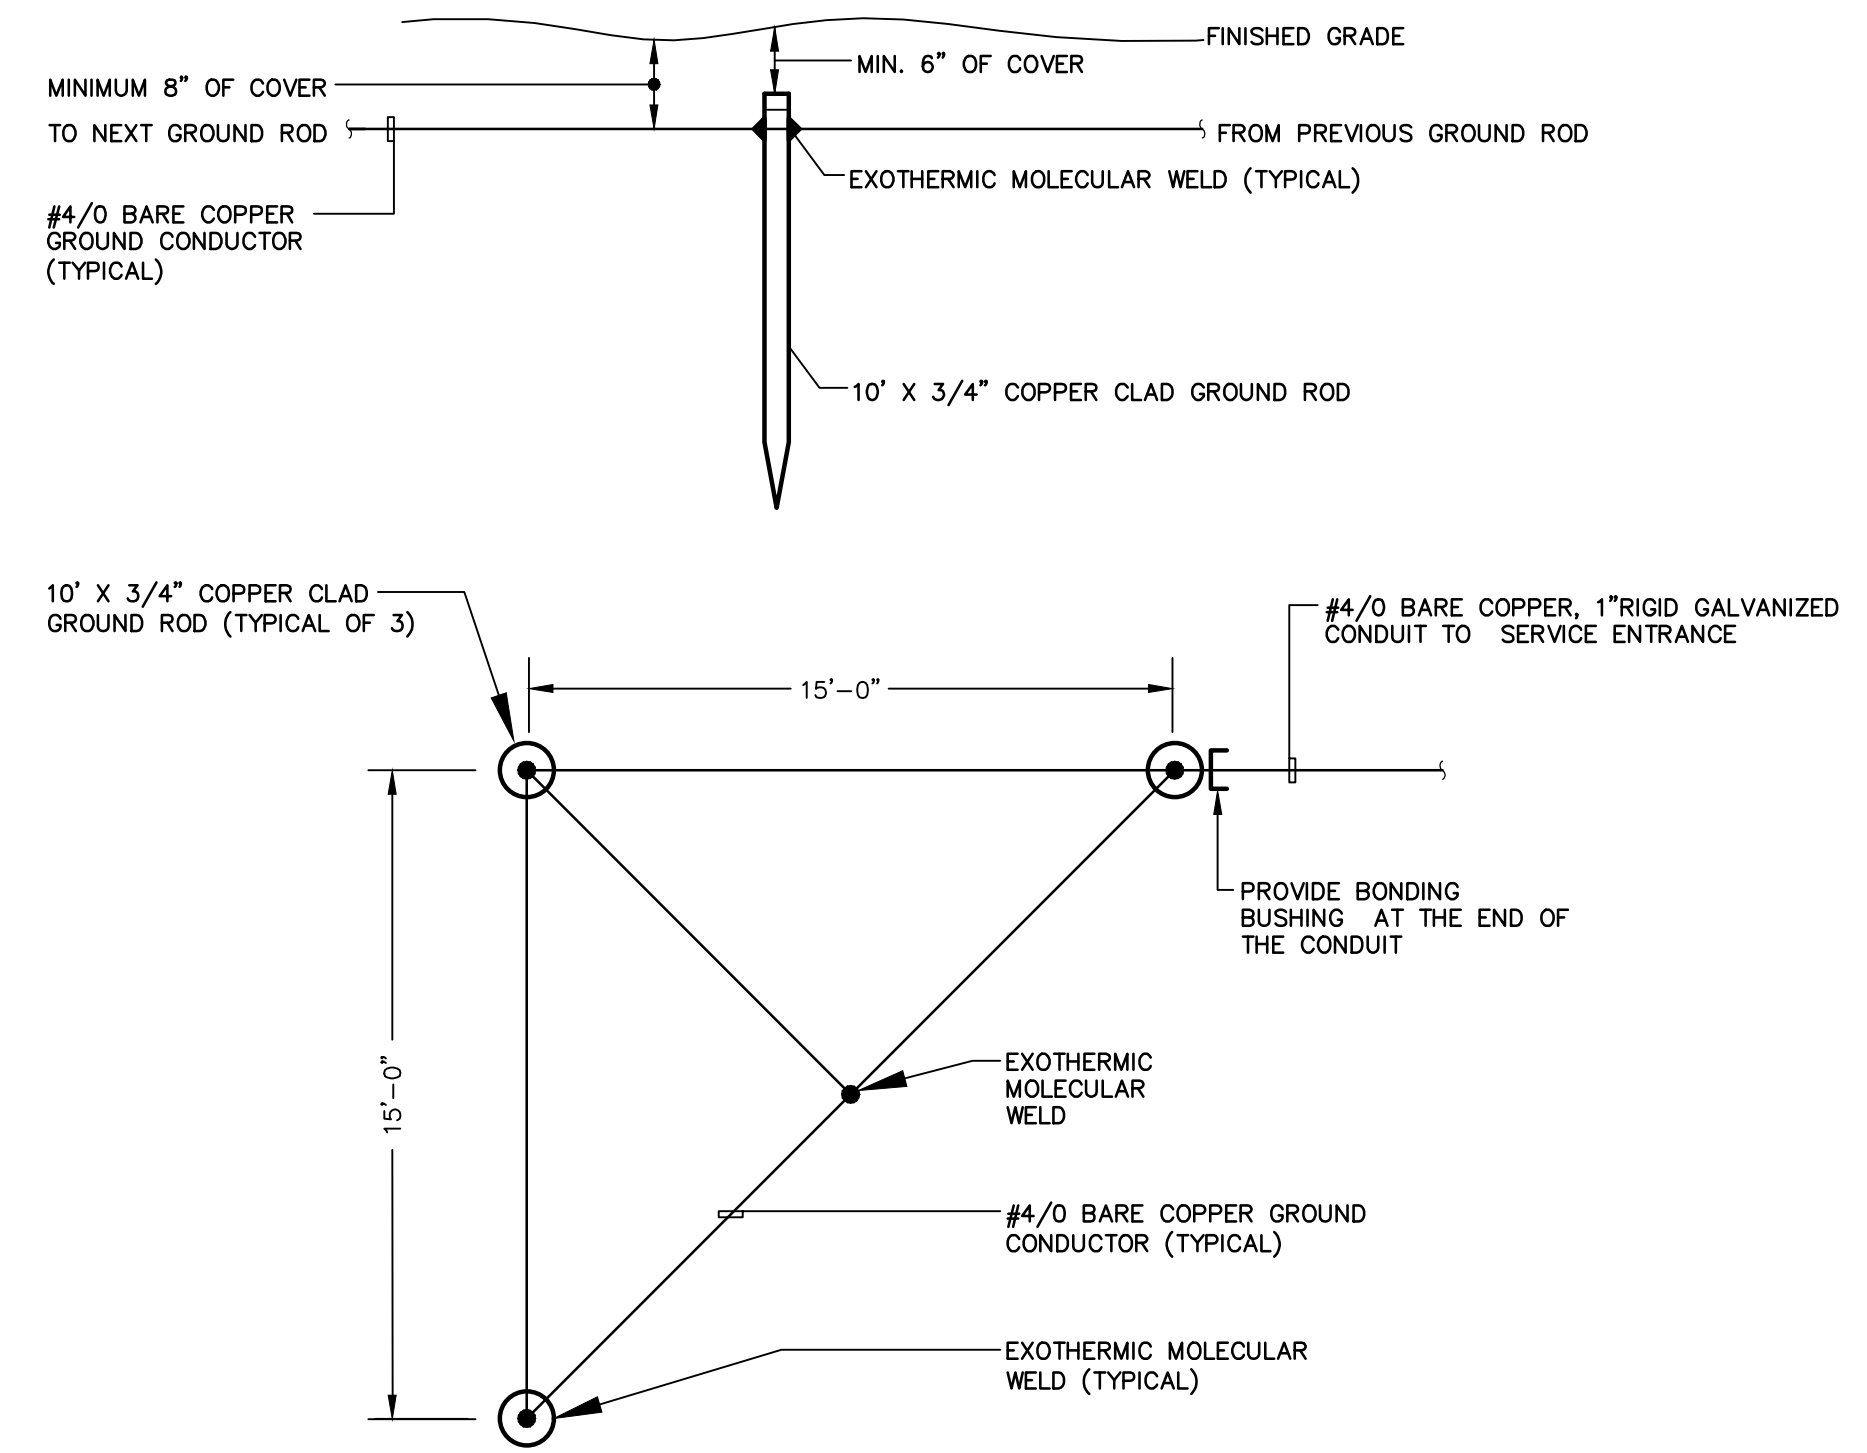 FINISHED GRADE
MIN. 6" OF COVER
MINIMUM 8" OF COVER
TO NEXT GROUND ROD
FROM PREVIOUS GROUND ROD
EXOTHERMIC MOLECULAR WELD (TYPICAL)
#4/0 BARE COPPER
GROUND CONDUCTOR
(TYPICAL)
10' X 3/4" COPPER CLAD GROUND ROD
10' X 3/4" COPPER CLAD
GROUND ROD (TYPICAL OF 3)
#4/0 BARE COPPER, 1"RIGID GALVANIZED
CONDUIT TO SERVICE ENTRANCE
15'-0"
PROVIDE BONDING
BUSHING AT THE END OF
THE CONDUIT
15'-0"
EXOTHERMIC
MOLECULAR
WELD
#4/0 BARE COPPER GROUND
CONDUCTOR (TYPICAL)
EXOTHERMIC MOLECULAR
WELD (TYPICAL)